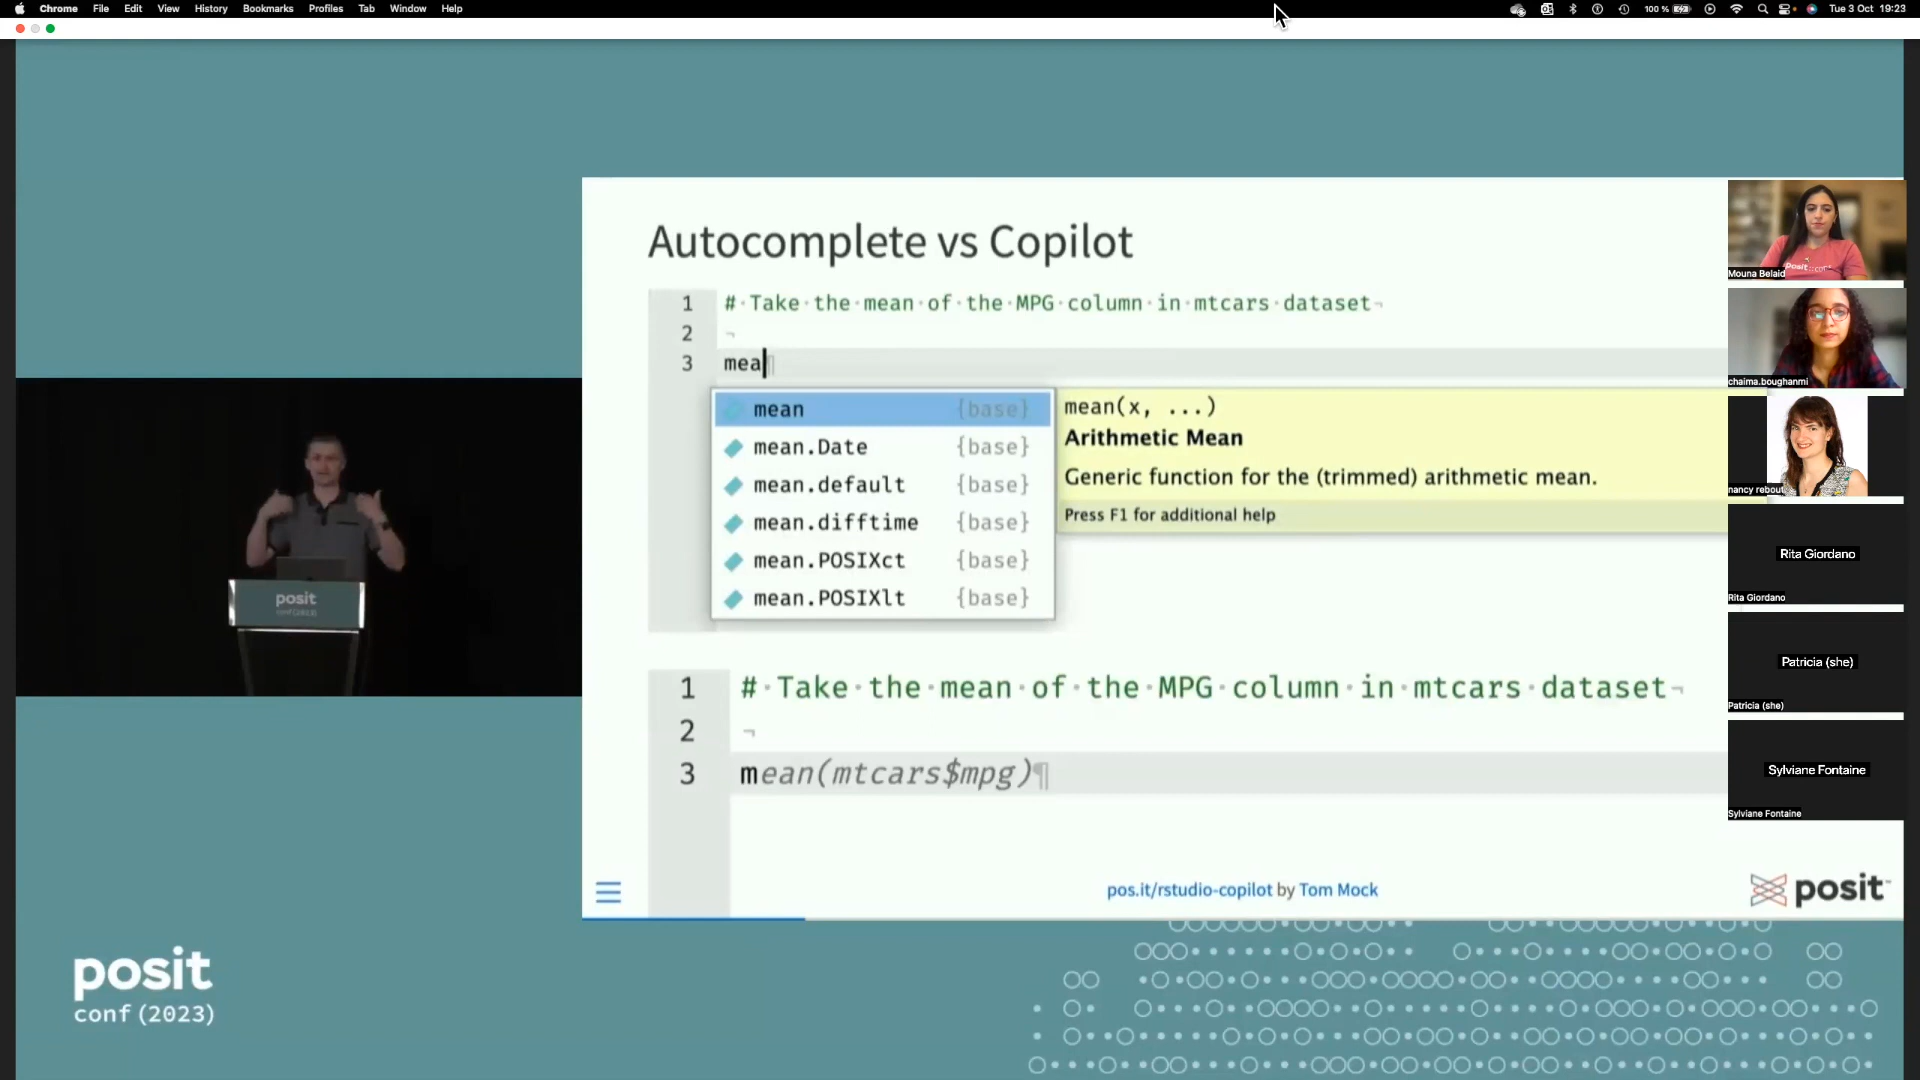 Chrome File Edit View History Bookmarks Profiles Tab Window Help
100 % Tue 3 Oct 19:23
Autocomplete vs Copilot
1 #·Take·the·mean·of·the·MPG·column·in·mtcars·dataset¬
2 ¬
3 mea
mean {base}
mean.Date {base}
mean.default {base}
mean.difftime {base}
mean.POSIXct {base}
mean.POSIXlt {base}
mean(x, ...)
Arithmetic Mean
Generic function for the (trimmed) arithmetic mean.
Press F1 for additional help
1 #·Take·the·mean·of·the·MPG·column·in·mtcars·dataset¬
2 ¬
3 mean(mtcars$mpg)¶
pos.it/rstudio-copilot by Tom Mock
posit
posit
posit
conf(2023)
posit::conf
Mouna Belaid
chaima.boughanmi
nancy rebout
Rita Giordano
Rita Giordano
Patricia (she)
Patricia (she)
Sylviane Fontaine
Sylviane Fontaine